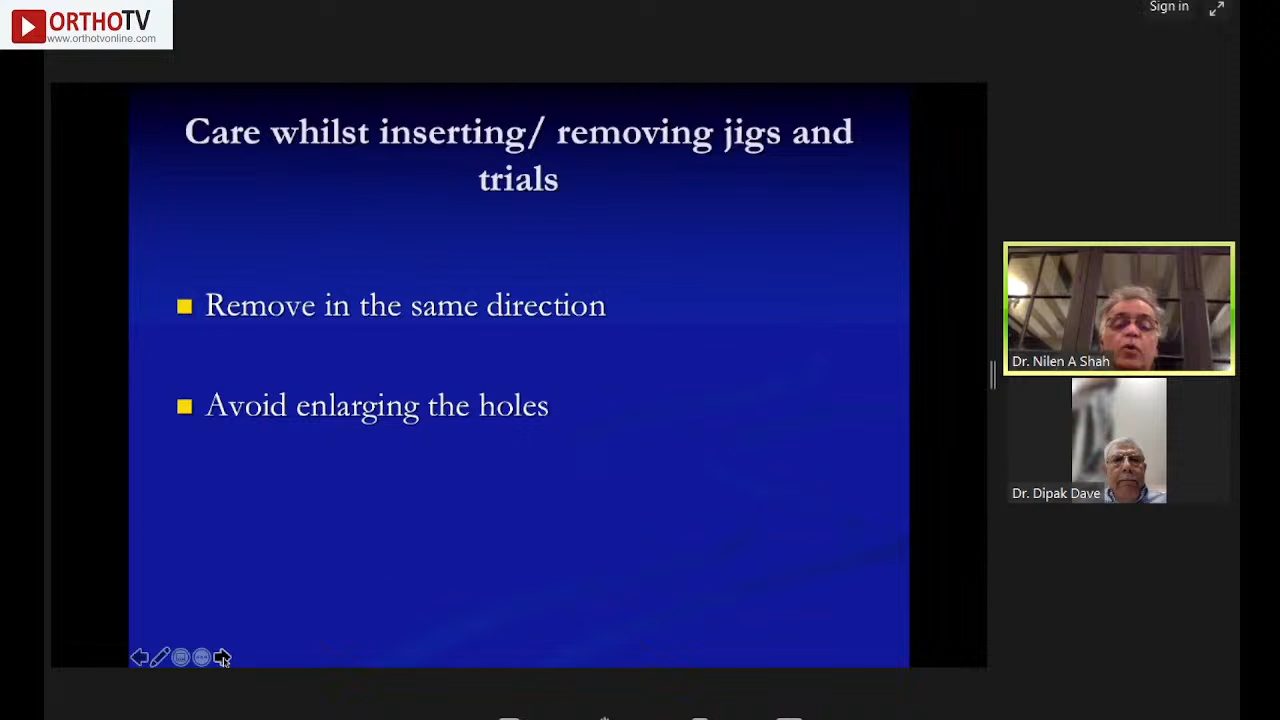 ORTHOTV
www.orthotvonline.com
Sign in
Care whilst inserting/ removing jigs and
trials
Remove in the same direction
Avoid enlarging the holes
Dr. Nilen A Shah
Dr. Dipak Dave